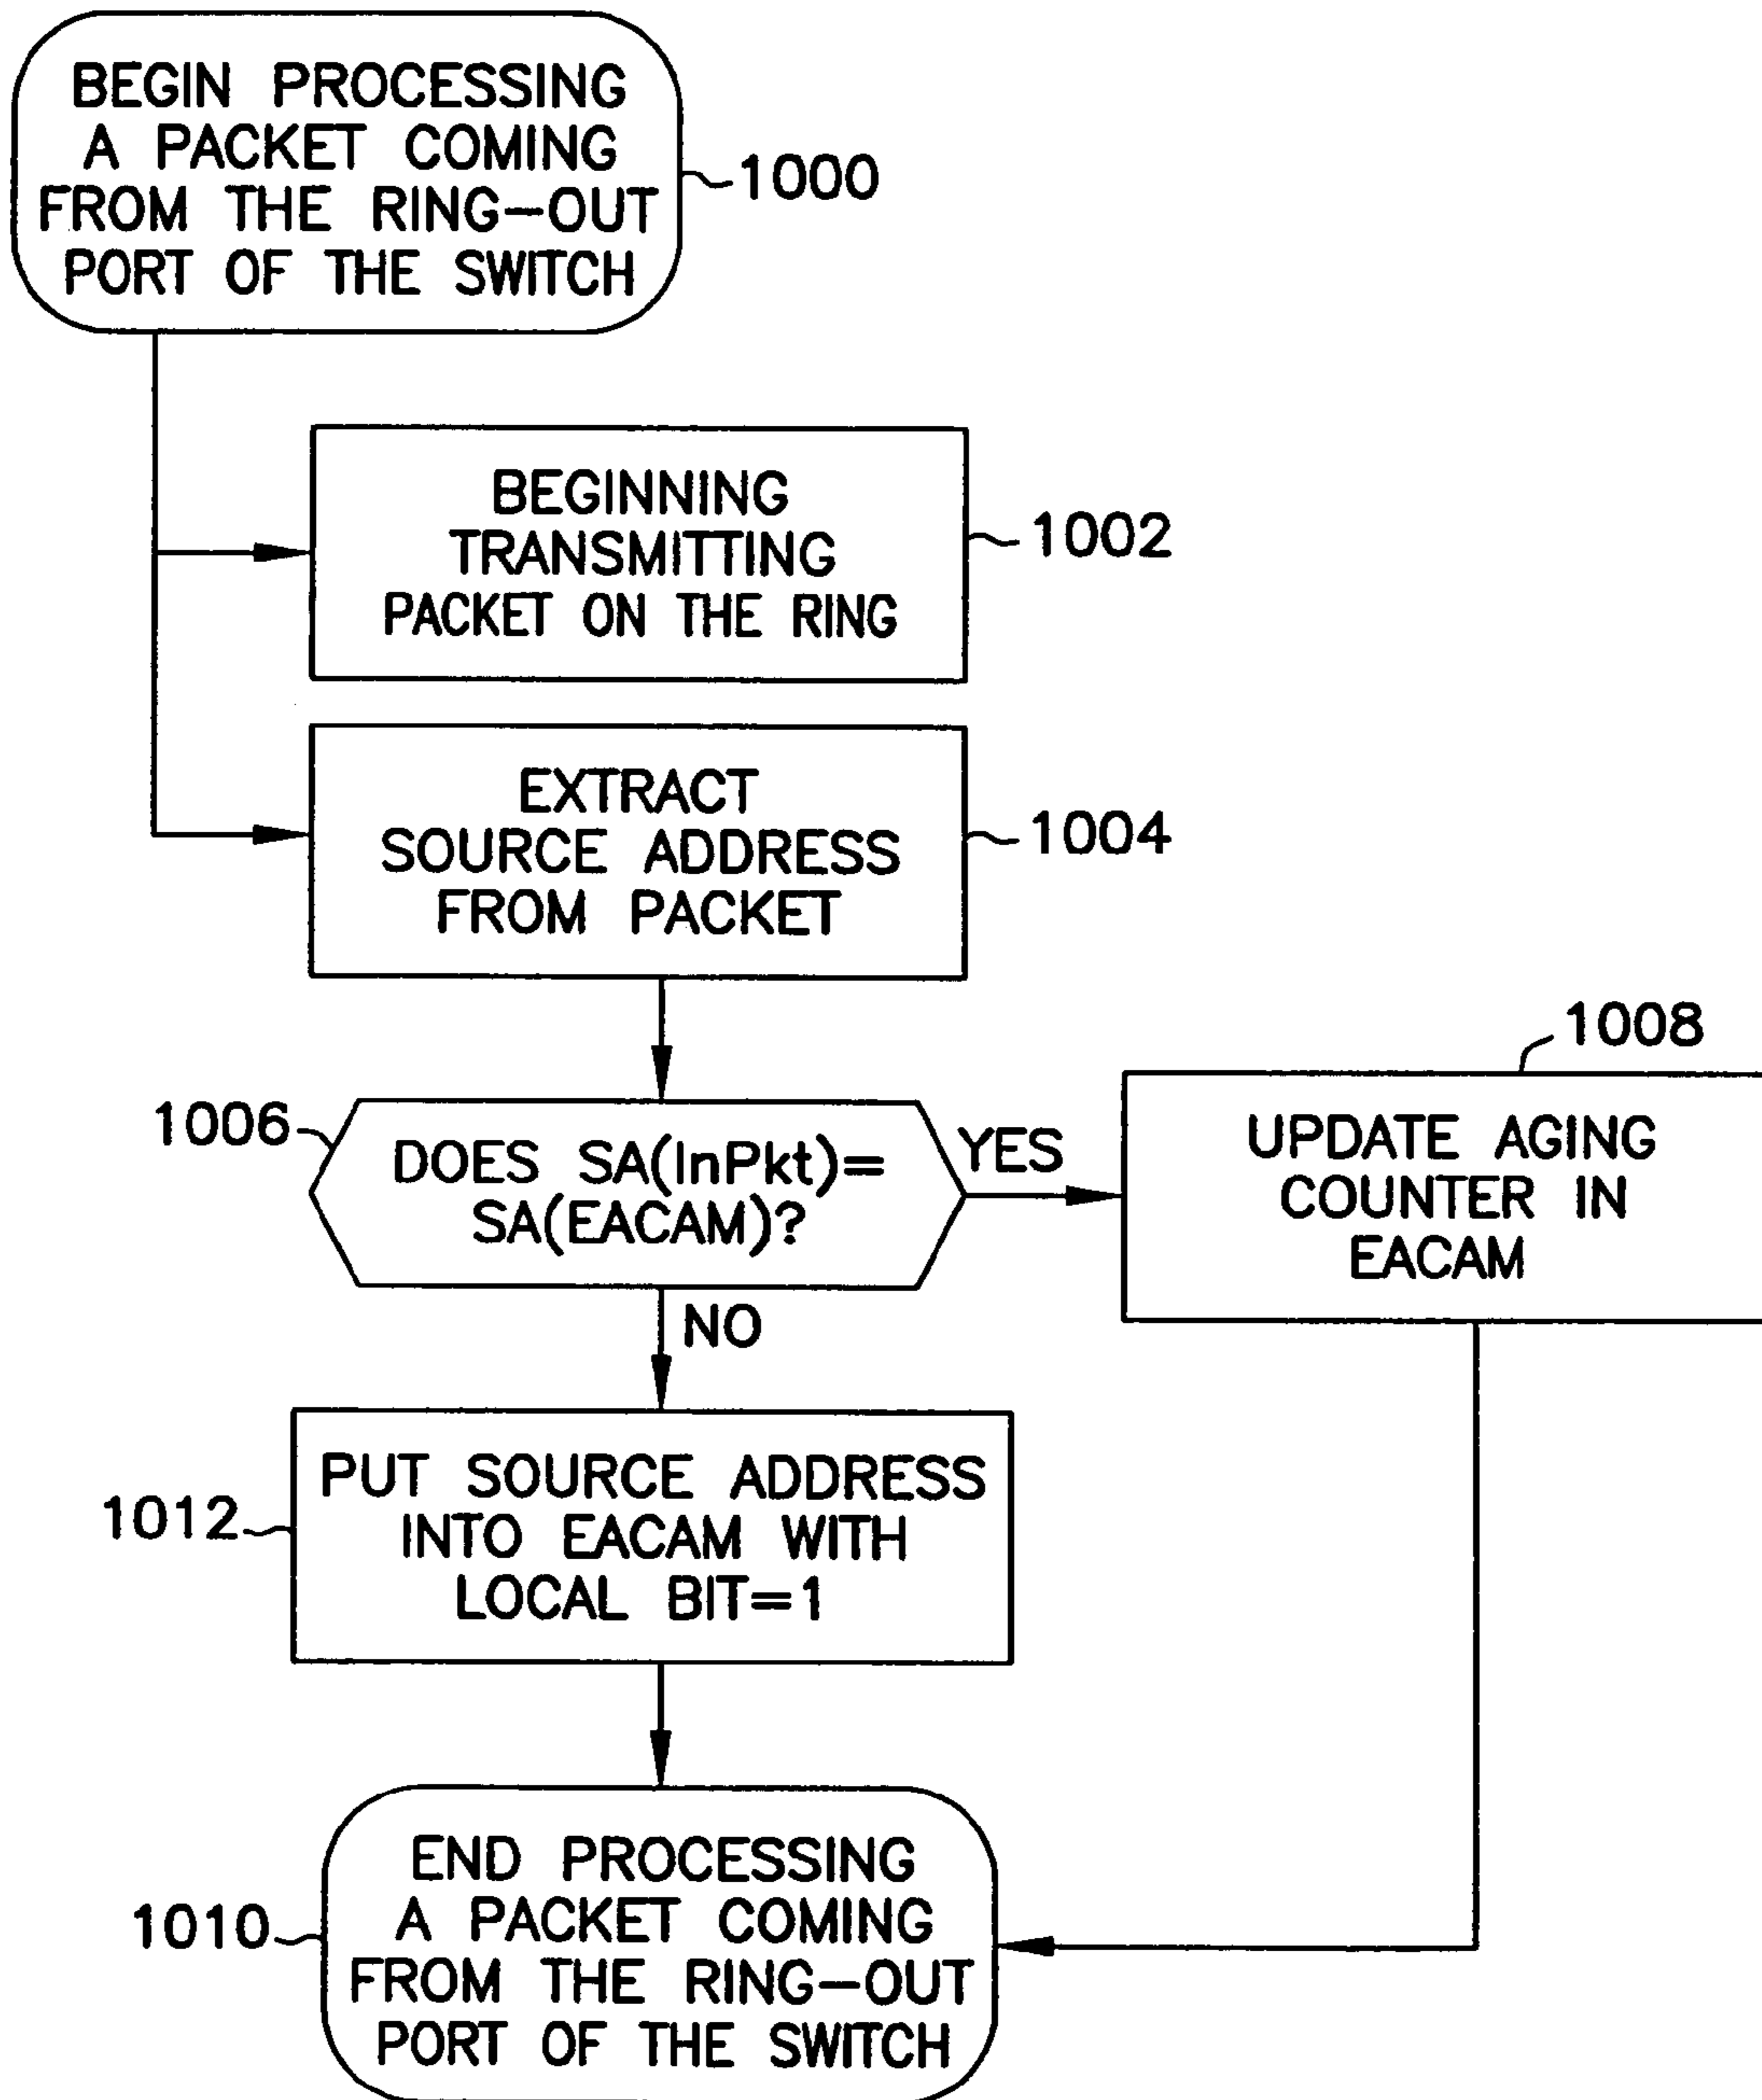 BEGIN PROCESSING
A PACKET COMING
FROM THE RING-OUT
PORT OF THE SWITCH
1000
BEGINNING
TRANSMITTING
PACKET ON THE RING
1002
EXTRACT
SOURCE ADDRESS
FROM PACKET
1004
1006
DOES SA(InPkt)=
SA(EACAM)?
YES
1008
UPDATE AGING
COUNTER IN
EACAM
NO
1012
PUT SOURCE ADDRESS
INTO EACAM WITH
LOCAL BIT=1
1010
END PROCESSING
A PACKET COMING
FROM THE RING-OUT
PORT OF THE SWITCH